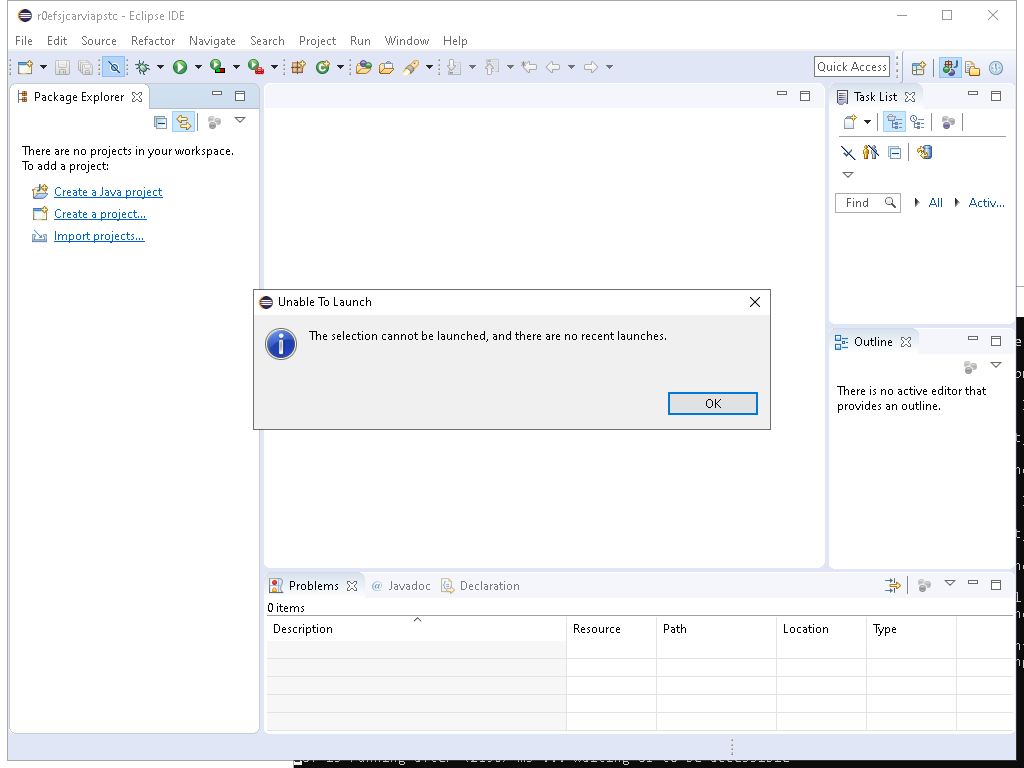 r0efsjcarviapstc - Eclipse IDE
File Edit Source Refactor Navigate Search Project Run Window Help
Quick Access
Package Explorer
There are no projects in your workspace.
To add a project:
Create a Java project
Create a project...
Import projects...
Task List
Find All Activ...
Unable To Launch
The selection cannot be launched, and there are no recent launches.
OK
Outline
There is no active editor that
provides an outline.
Problems @ Javadoc Declaration
0 items
Description Resource Path Location Type